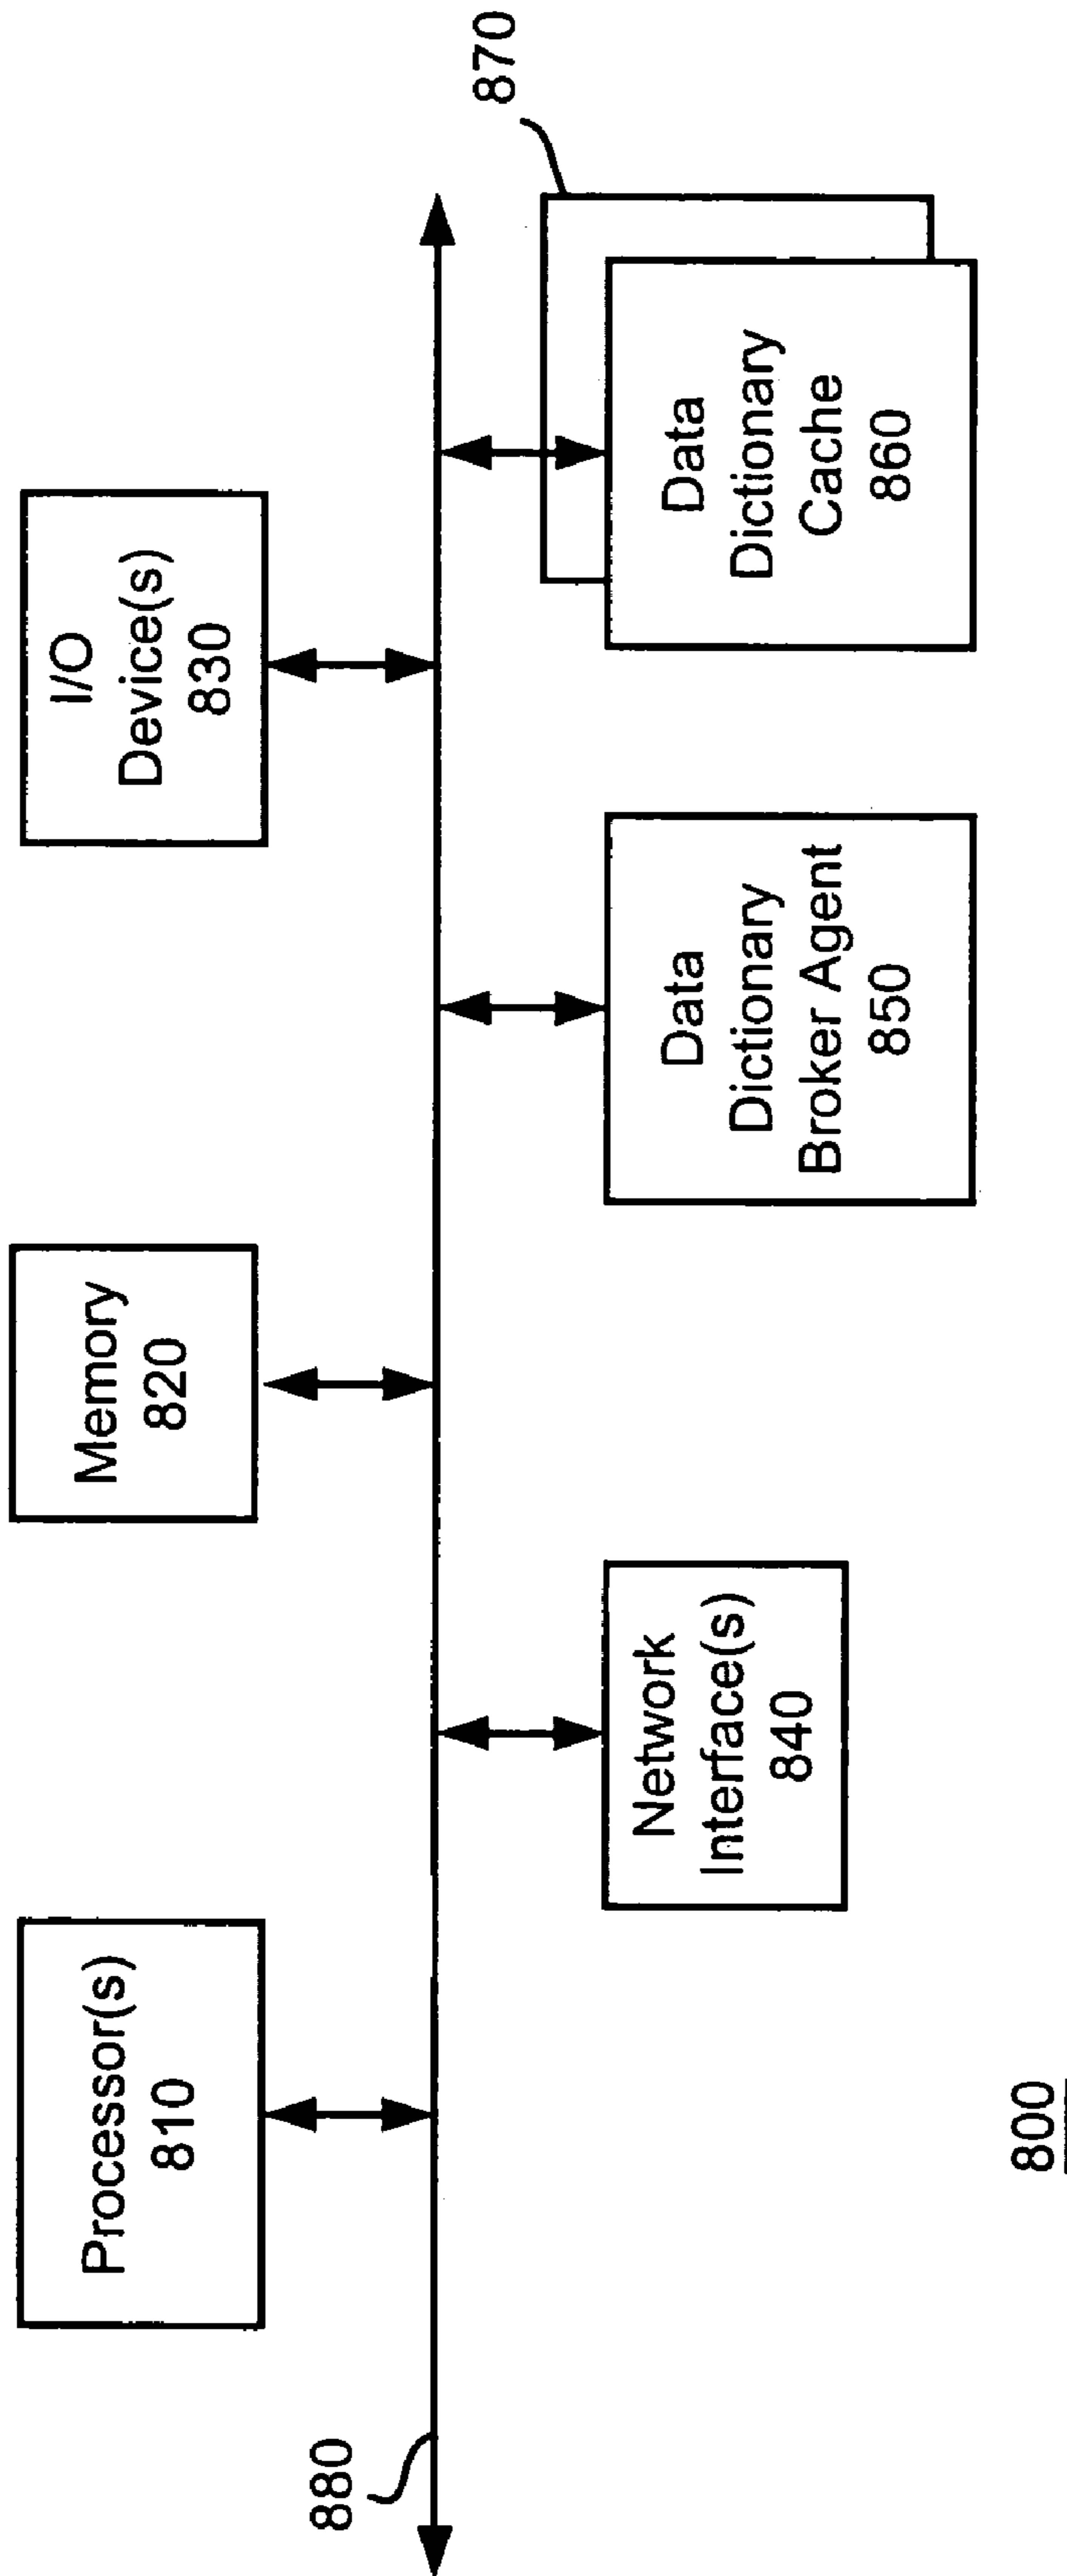 Processor(s)
810
Memory
820
I/O
Device(s)
830
880
870
Network
Interface(s)
840
Data
Dictionary
Broker Agent
850
Data
Dictionary
Cache
860
800